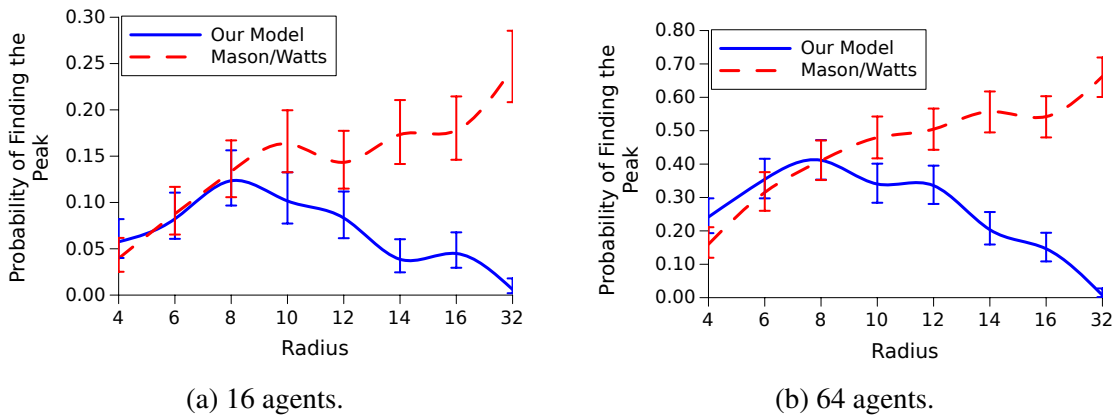 0.30
0.25
0.20
0.15
0.10
0.05
0.00
Probability of Finding the
Peak
Our Model
Mason/Watts
4 6 8 10 12 14 16 32
Radius
(a) 16 agents.
0.80
0.70
0.60
0.50
0.40
0.30
0.20
0.10
0.00
Probability of Finding the
Peak
Our Model
Mason/Watts
4 6 8 10 12 14 16 32
Radius
(b) 64 agents.